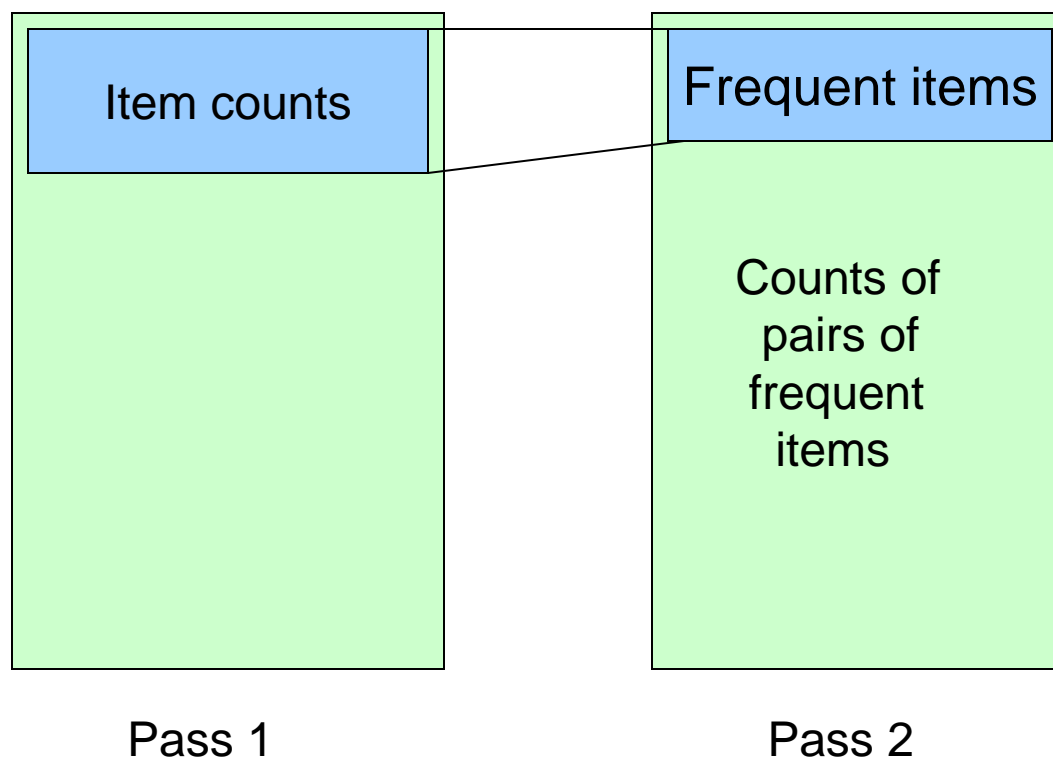 Item counts
Frequent items
Counts of
pairs of
frequent
items
Pass 1
Pass 2